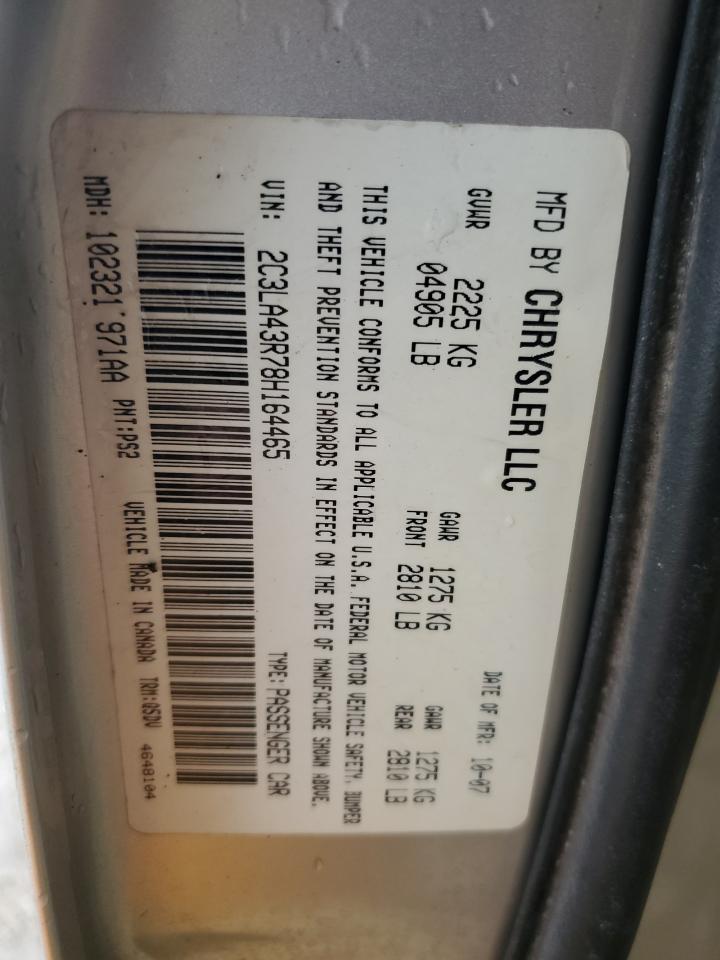 MFD BY CHRYSLER LLC
DATE OF MFR: 10-07
GVWR 2225 KG
04905 LB
GAWR 1275 KG
FRONT 2810 LB
GAWR 1275 KG
REAR 2810 LB
THIS VEHICLE CONFORMS TO ALL APPLICABLE U.S.A. FEDERAL MOTOR VEHICLE SAFETY, BUMPER
AND THEFT PREVENTION STANDARDS IN EFFECT ON THE DATE OF MANUFACTURE SHOWN ABOVE.
VIN: 2C3LA43R78H164465
TYPE: PASSENGER CAR
MDH: 102321 971AA PNT:PS2
VEHICLE MADE IN CANADA TRM:QSDV 4648104